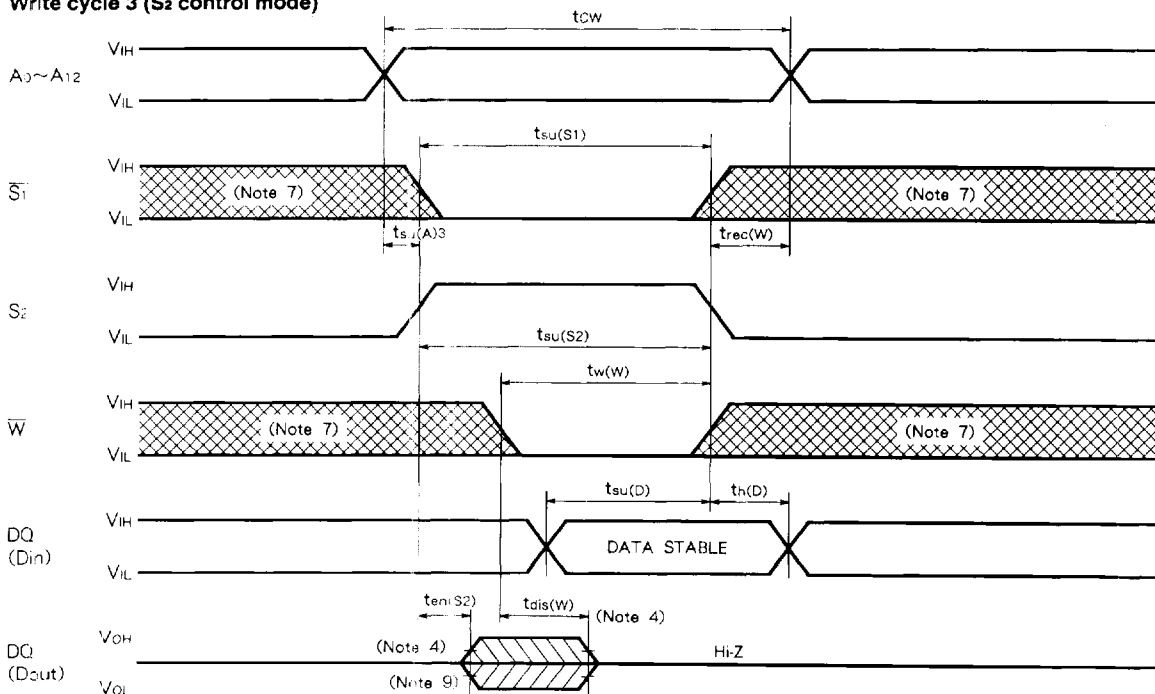 Write cycle 3 (S2 control mode)
tCW
VIH
A0~A12
VIL
tsu(S1)
VIH
S1
(Note 7)
(Note 7)
VIL
tsu(A)3
trec(W)
VIH
S2
VIL
tsu(S2)
tw(W)
VIH
W
(Note 7)
(Note 7)
VIL
tsu(D)
th(D)
VIH
DQ
(Din)
DATA STABLE
VIL
ten(S2)
tdis(W)
(Note 4)
VOH
(Note 4)
Hi-Z
DQ
(Dout)
(Note 9)
VOL